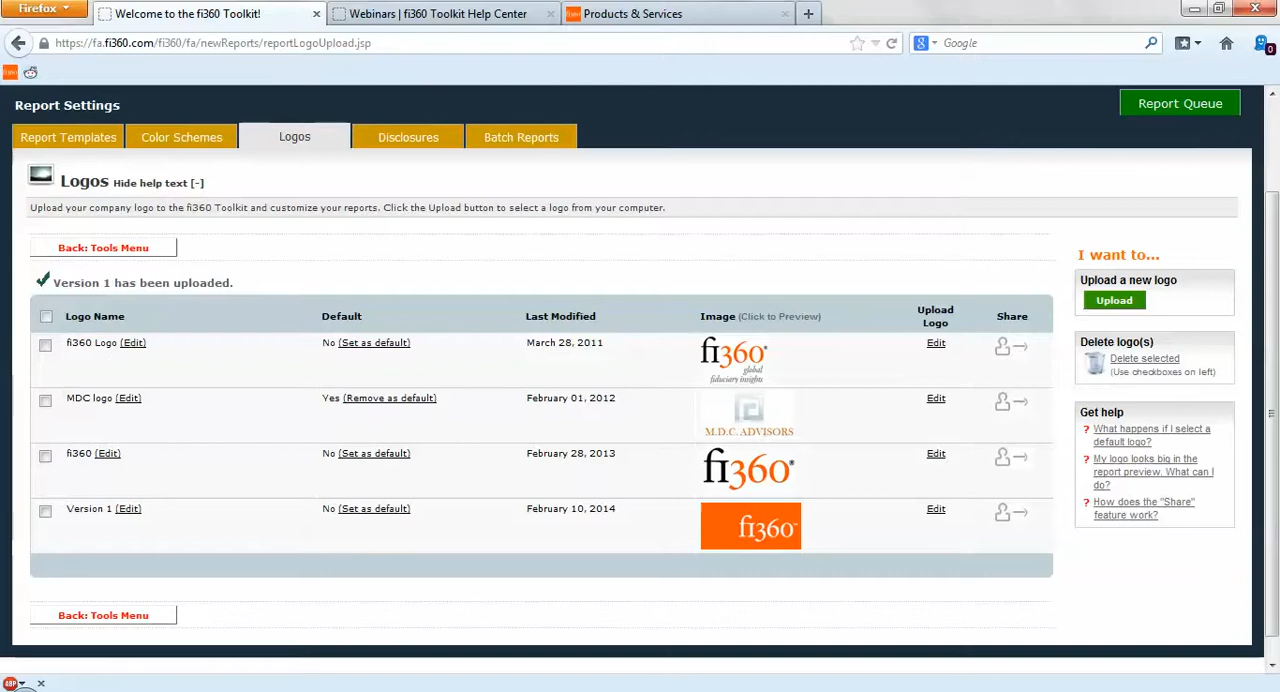 Firefox
Welcome to the fi360 Toolkit!
Webinars | fi360 Toolkit Help Center
fi360
Products & Services
https://fa.fi360.com/fi360/fa/newReports/reportLogoUpload.jsp
Google
0
fi360
Report Settings
Report Queue
Report Templates
Color Schemes
Logos
Disclosures
Batch Reports
Logos Hide help text [-]
Upload your company logo to the fi360 Toolkit and customize your reports. Click the Upload button to select a logo from your computer.
Back: Tools Menu
Version 1 has been uploaded.
Logo Name Default Last Modified Image (Click to Preview) Upload Logo Share
fi360 Logo (Edit) No (Set as default) March 28, 2011 fi360 global fiduciary insights Edit
MDC logo (Edit) Yes (Remove as default) February 01, 2012 M.D.C. ADVISORS Edit
fi360 (Edit) No (Set as default) February 28, 2013 fi360® Edit
Version 1 (Edit) No (Set as default) February 10, 2014 fi360™ Edit
Back: Tools Menu
I want to...
Upload a new logo
Upload
Delete logo(s)
Delete selected
(Use checkboxes on left)
Get help
? What happens if I select a
default logo?
? My logo looks big in the
report preview. What can I
do?
? How does the "Share"
feature work?
ABP